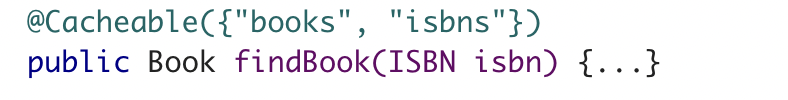 @Cacheable({"books", "isbns"})
public Book findBook(ISBN isbn) {...}